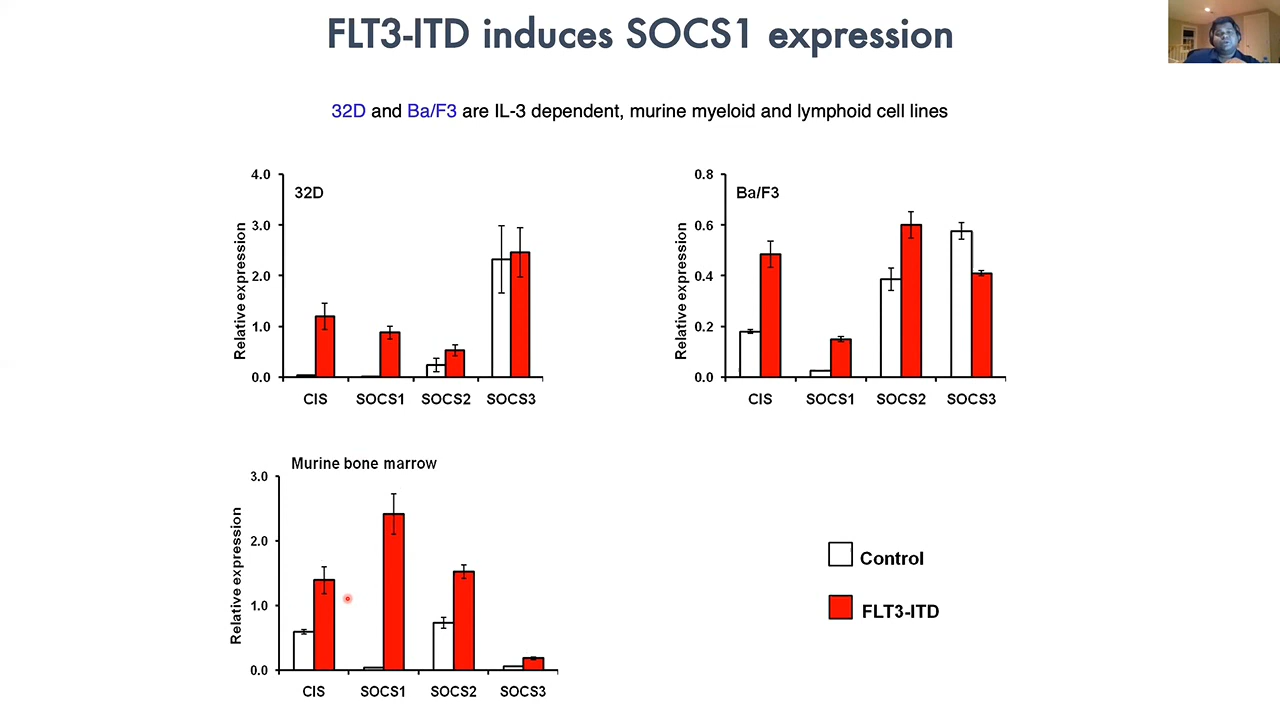 FLT3-ITD induces SOCS1 expression
32D and Ba/F3 are IL-3 dependent, murine myeloid and lymphoid cell lines
32D
Relative expression
4.0
3.0
2.0
1.0
0.0
CIS SOCS1 SOCS2 SOCS3
Ba/F3
Relative expression
0.8
0.6
0.4
0.2
0.0
CIS SOCS1 SOCS2 SOCS3
Murine bone marrow
Relative expression
3.0
2.0
1.0
0.0
CIS SOCS1 SOCS2 SOCS3
Control
FLT3-ITD